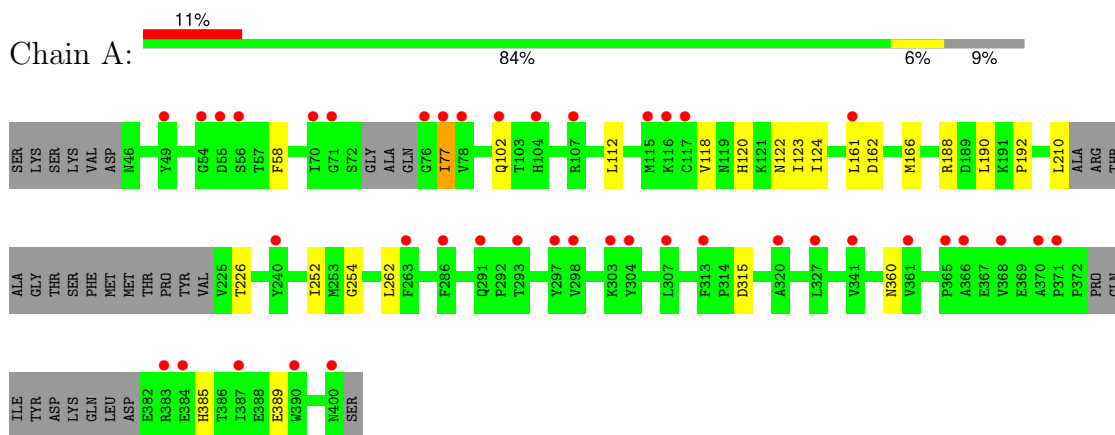 11%
Chain A:
84% 6% 9%
SER LYS SER LYS VAL ASP N46 Y49 G54 D55 S56 T57 F58 I70 G71 S72 GLY ALA GLN G76 I77 V78 Q102 T103 H104 R107 L112 M115 K116 C117 V118 N119 H120 K121 N122 I123 I124 L161 D162 M166 R188 D189 L190 K191 P192 L210 ALA ARG THR
ALA GLY THR SER PHE MET MET THR PRO TYR VAL V225 T226 Y240 I252 M253 G254 L262 F263 F286 Q291 P292 T293 Y297 V298 K303 Y304 L307 F313 P314 D315 A320 L327 V341 N360 V361 P365 A366 E367 V368 E369 A370 P371 P372 PRO GLN
ILE TYR ASP LYS GLN LEU ASP E382 R383 E384 H385 T386 I387 E388 E389 W390 N400 SER